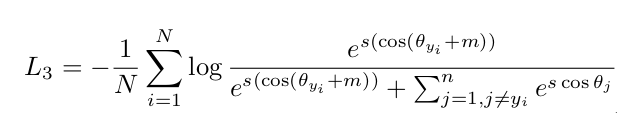 $$L_3 = -\frac{1}{N}\sum_{i=1}^{N}\log\frac{e^{s(\cos(\theta_{y_i}+m))}}{e^{s(\cos(\theta_{y_i}+m))}+\sum_{j=1,j\neq y_i}^{n}e^{s\cos\theta_j}}.$$